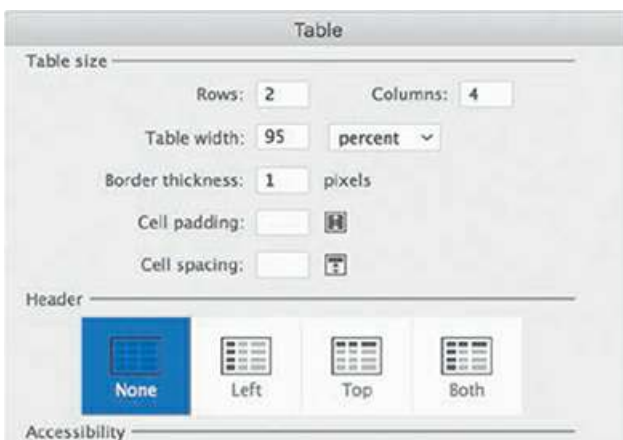 Table
Table size
Rows: 2 Columns: 4
Table width: 95 percent
Border thickness: 1 pixels
Cell padding:
Cell spacing:
Header
None Left Top Both
Accessibility